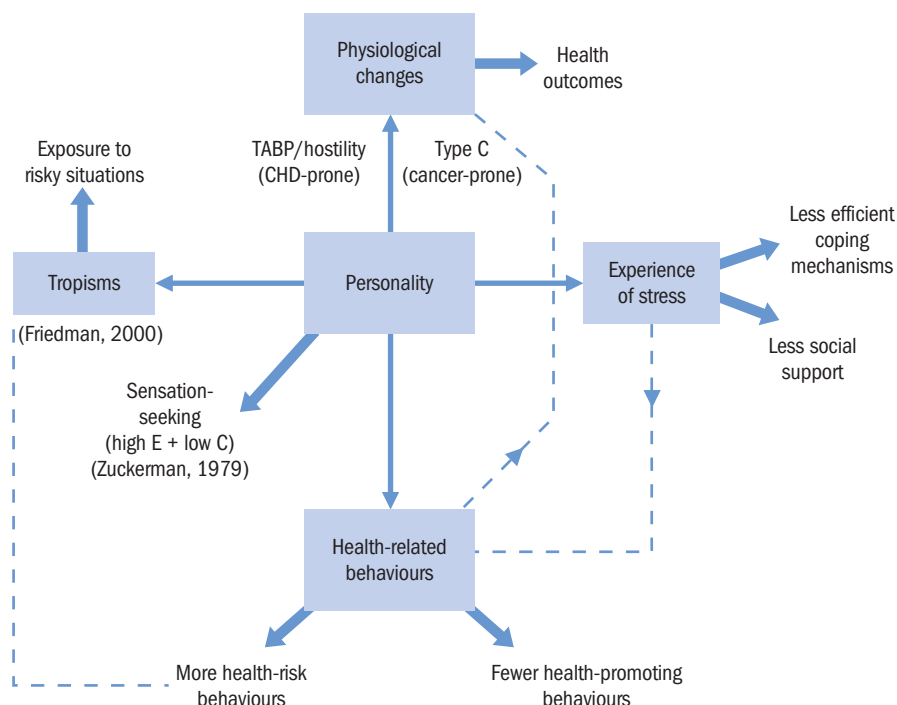 Physiological
changes
Health
outcomes
Exposure to
risky situations
TABP/hostility
(CHD-prone)
Type C
(cancer-prone)
Less efficient
coping
mechanisms
Tropisms
Personality
Experience
of stress
(Friedman, 2000)
Less social
support
Sensation-
seeking
(high E + low C)
(Zuckerman, 1979)
Health-related
behaviours
More health-risk
behaviours
Fewer health-promoting
behaviours